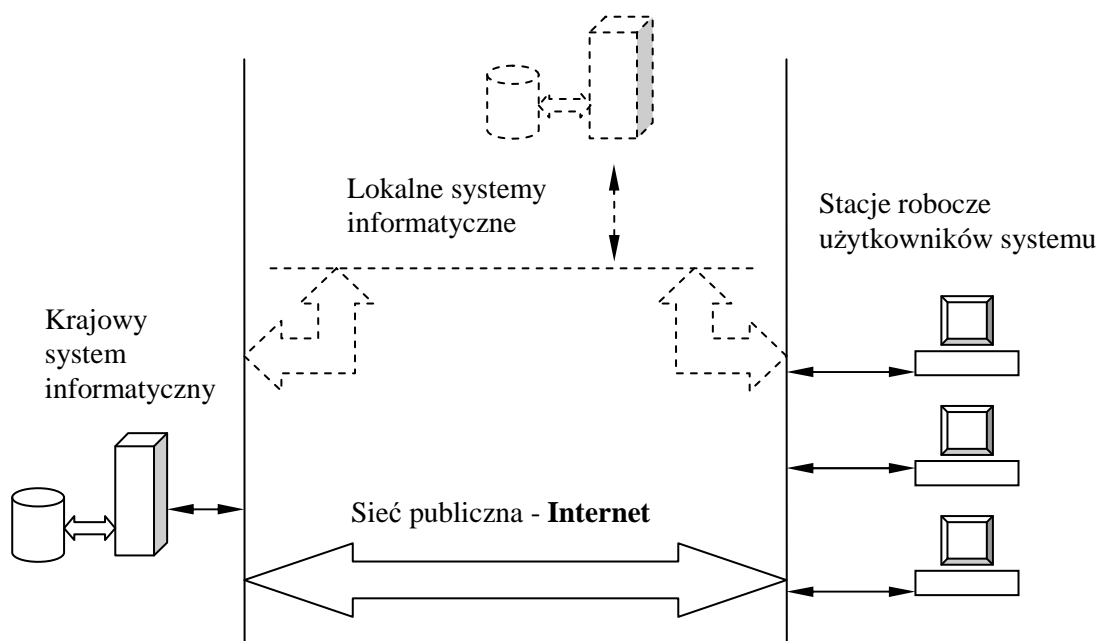 Lokalne systemy
informatyczne
Stacje robocze
użytkowników systemu
Krajowy
system
informatyczny
Sieć publiczna - Internet